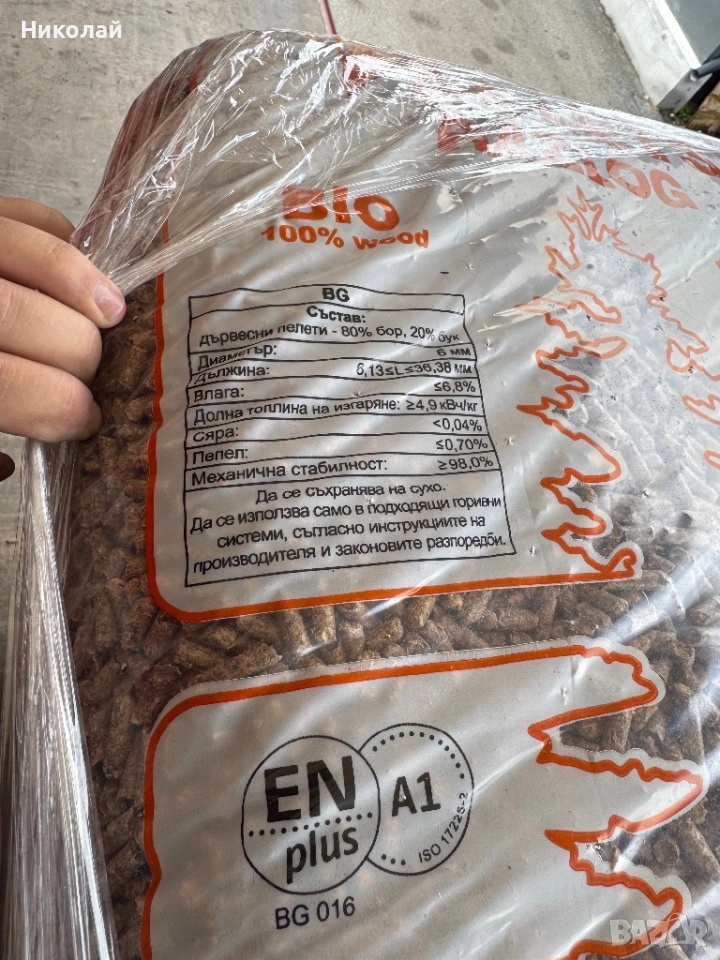 Николай
BIO
100% wood
BG
Състав:
дървесни пелети - 80% бор, 20% бук
Диаметър: 6 мм
Дължина: 6,13≤L≤36,38 мм
Влага: ≤6,8%
Долна топлина на изгаряне: ≥4,9 кВч/кг
Сяра: <0,04%
Пепел: ≤0,70%
Механична стабилност: ≥98,0%
Да се съхранява на сухо.
Да се използва само в подходящи горивни
системи, съгласно инструкциите на
производителя и законовите разпоредби.
EN
plus
A1
ISO 17225-2
BG 016
BAZAR